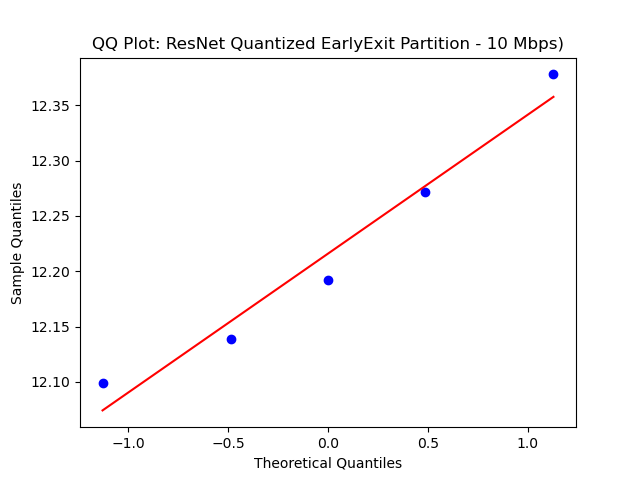 QQ Plot: ResNet Quantized EarlyExit Partition - 10 Mbps)
12.35
12.30
12.25
12.20
12.15
12.10
Sample Quantiles
−1.0 −0.5 0.0 0.5 1.0
Theoretical Quantiles